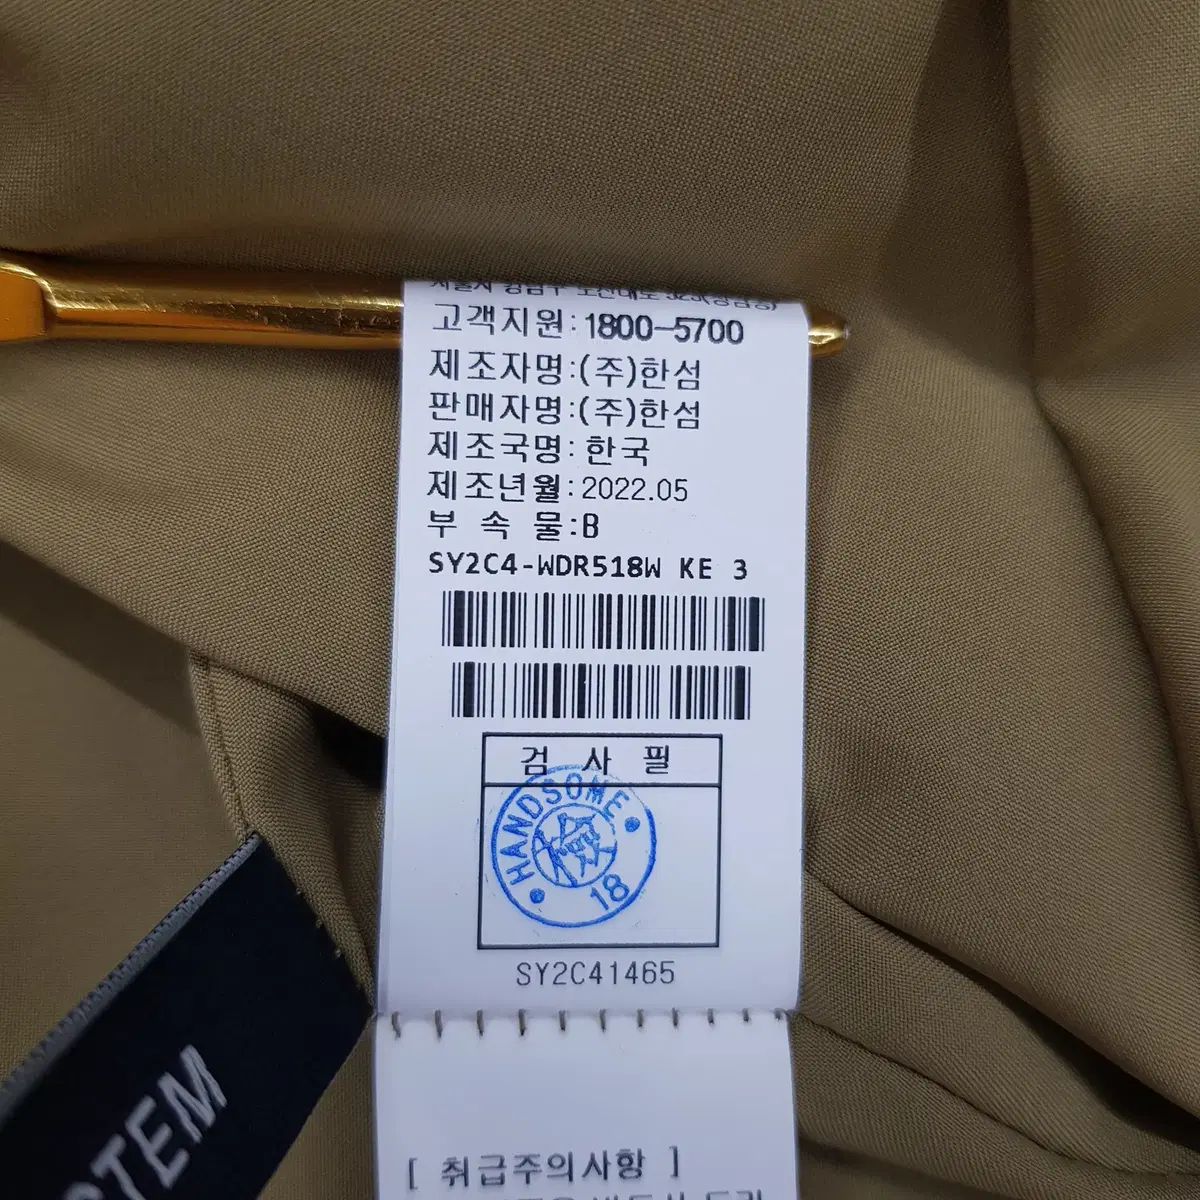 고객지원:1800-5700
제조자명:(주)한섬
판매자명:(주)한섬
제조국명:한국
제조년월:2022.05
부 속 물:B
SY2C4-WDR518W KE 3
검 사 필
HANDSOME
檢
18
SY2C41465
[ 취급주의사항 ]
STEM